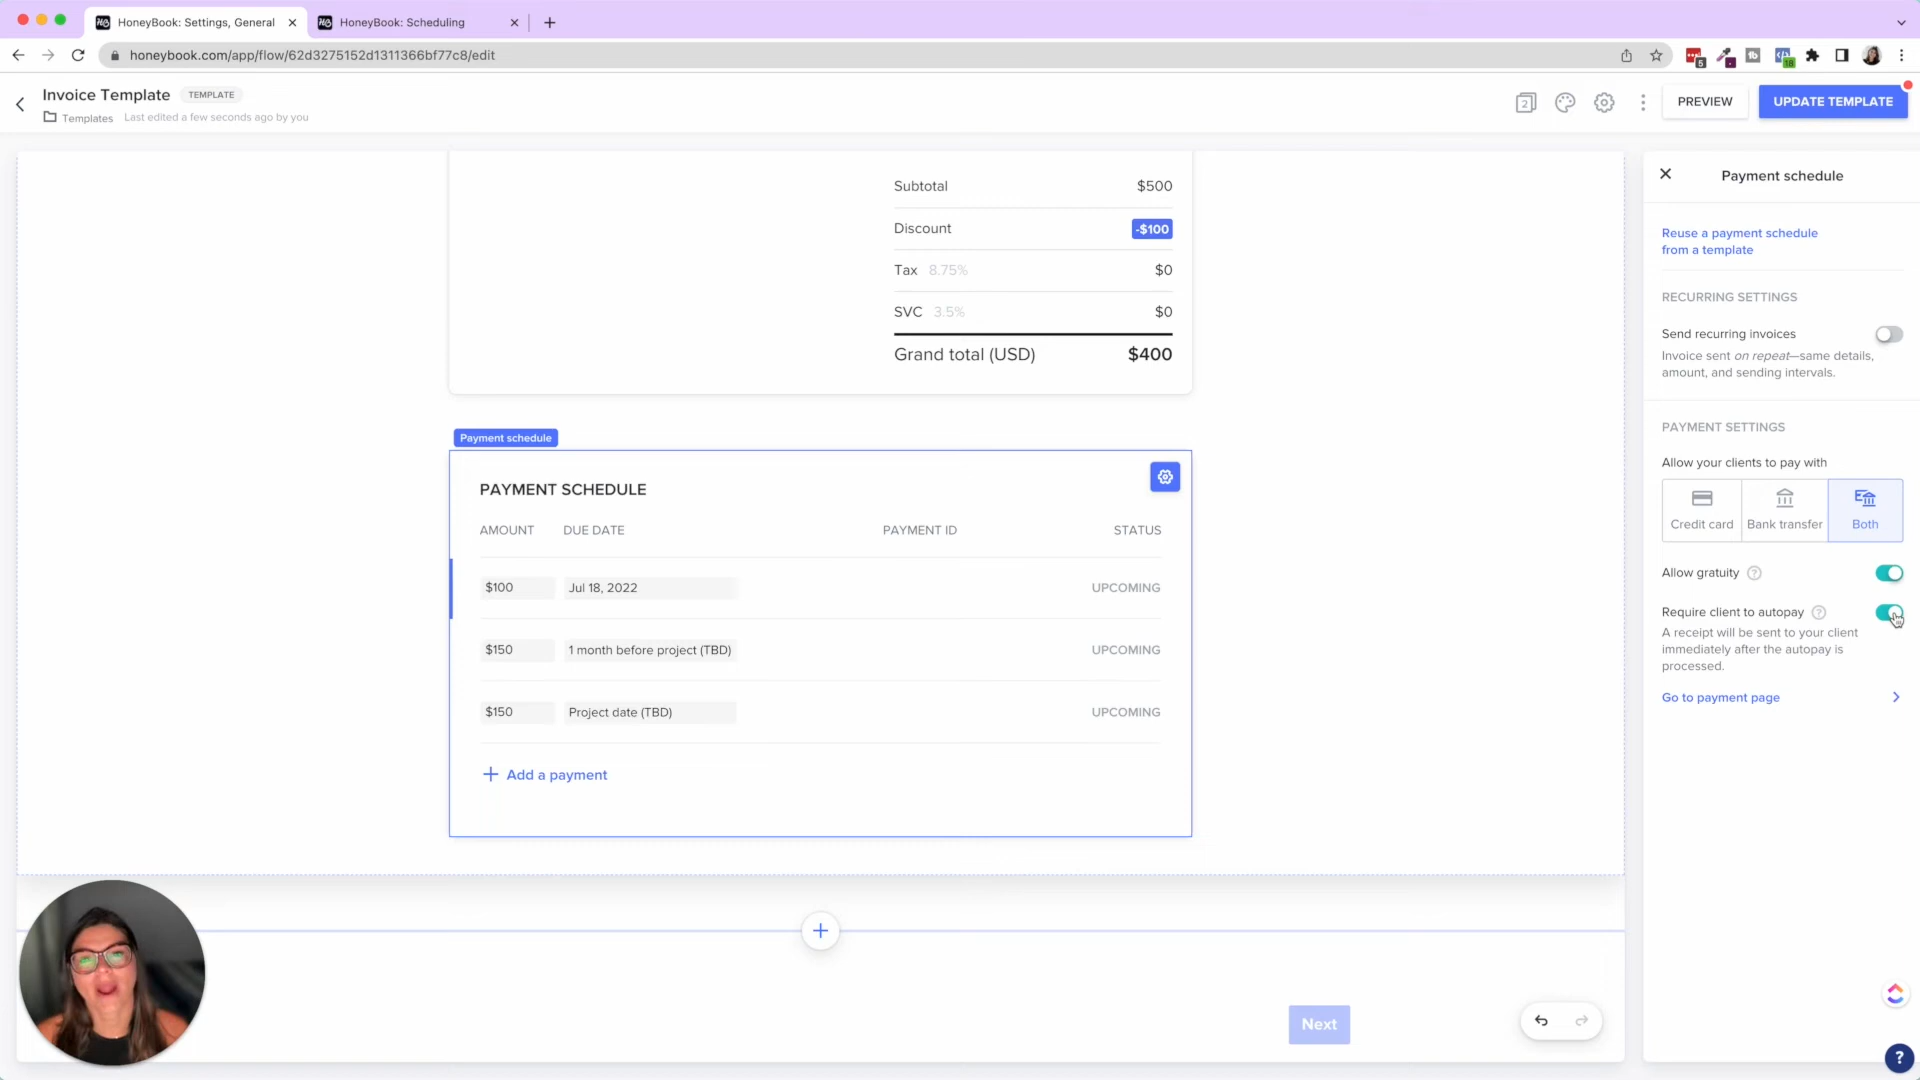 HoneyBook: Settings, General
HoneyBook: Scheduling
honeybook.com/app/flow/62d3275152d1311366bf77c8/edit
5
18
Invoice Template
TEMPLATE
Templates
Last edited a few seconds ago by you
2
PREVIEW
UPDATE TEMPLATE
Subtotal $500
Discount -$100
Tax 8.75% $0
SVC 3.5% $0
Grand total (USD) $400
Payment schedule
PAYMENT SCHEDULE
AMOUNT DUE DATE PAYMENT ID STATUS
$100 Jul 18, 2022 UPCOMING
$150 1 month before project (TBD) UPCOMING
$150 Project date (TBD) UPCOMING
+ Add a payment
Next
Payment schedule
Reuse a payment schedule
from a template
RECURRING SETTINGS
Send recurring invoices
Invoice sent on repeat—same details,
amount, and sending intervals.
PAYMENT SETTINGS
Allow your clients to pay with
Credit card Bank transfer Both
Allow gratuity ?
Require client to autopay ?
A receipt will be sent to your client
immediately after the autopay is
processed.
Go to payment page
?